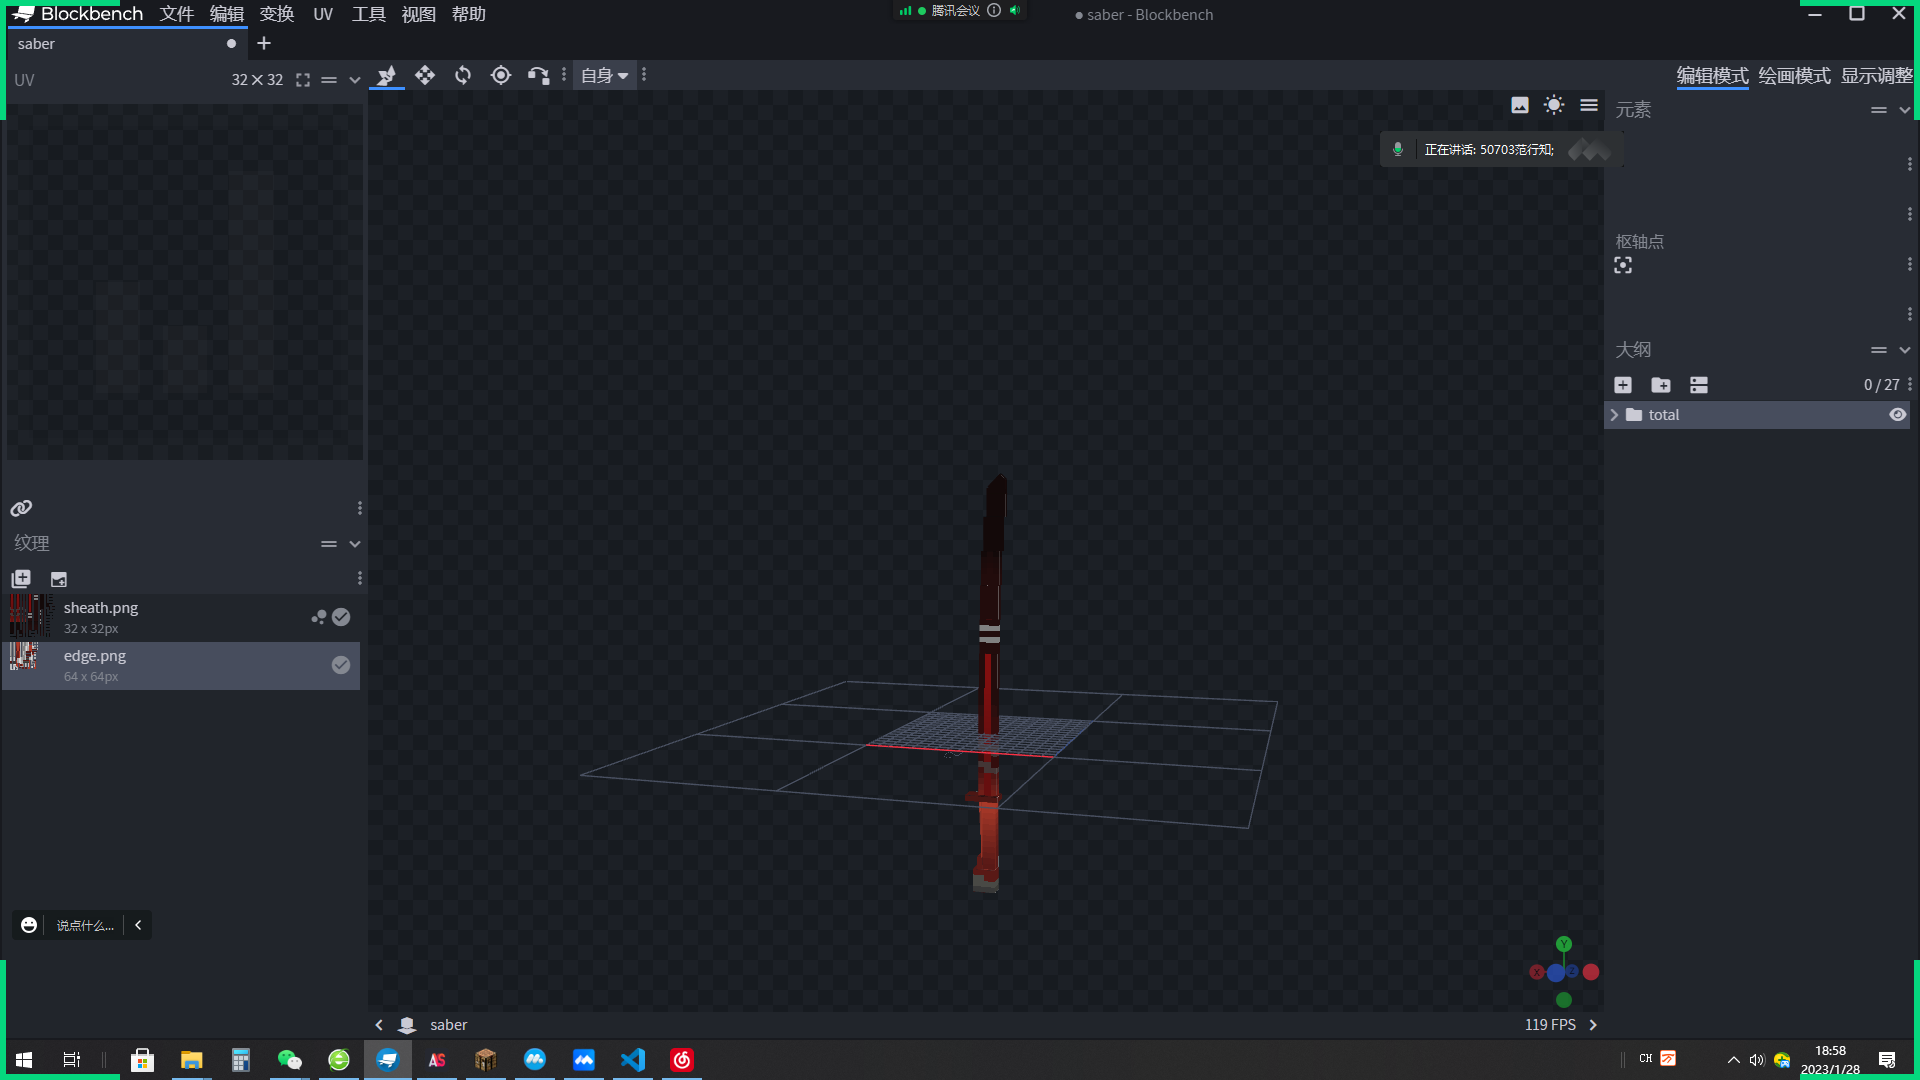 Blockbench 文件 编辑 变换 UV 工具 视图 帮助
腾讯会议
saber - Blockbench
saber
UV
32×32
自身
编辑模式 绘画模式 显示调整
元素
正在讲话: 50703范行知;
枢轴点
大纲
0 / 27
total
纹理
sheath.png
32 x 32px
edge.png
64 x 64px
说点什么...
Y
X
Z
saber
119 FPS
AS
CH
18:58
2023/1/28